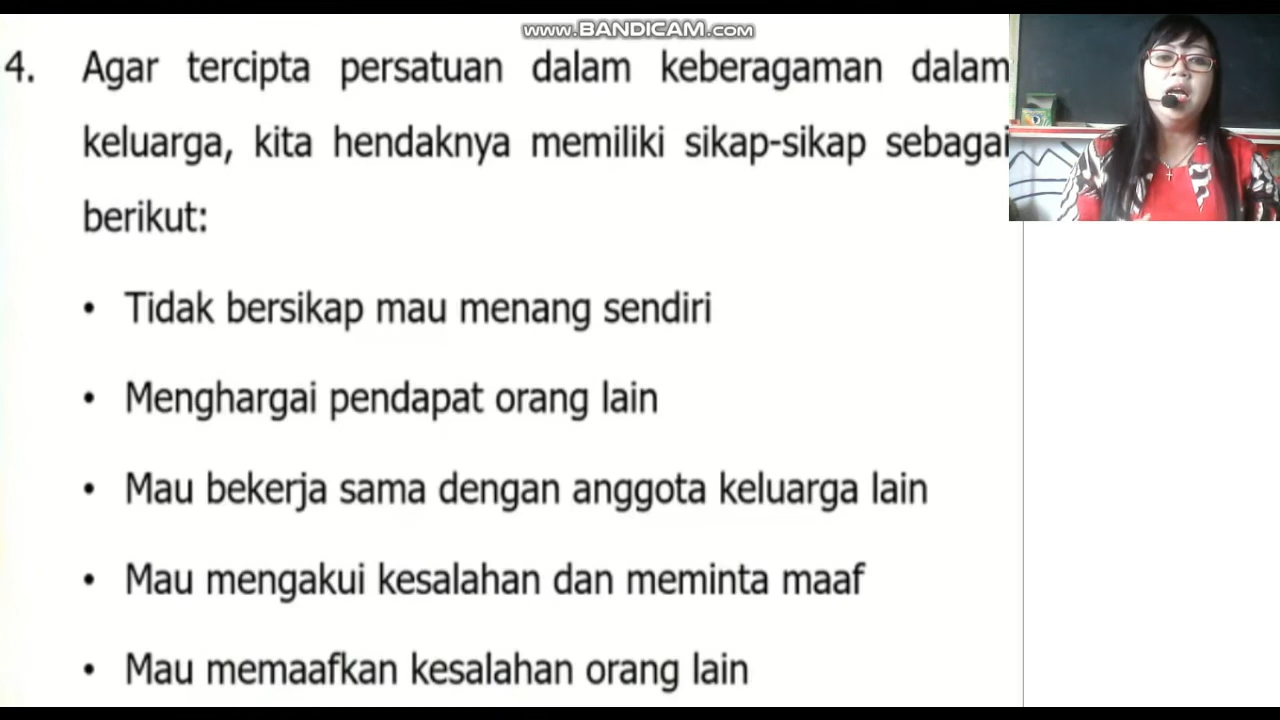 www.BANDICAM.com
4. Agar tercipta persatuan dalam keberagaman dalam
keluarga, kita hendaknya memiliki sikap-sikap sebagai
berikut:
• Tidak bersikap mau menang sendiri
• Menghargai pendapat orang lain
• Mau bekerja sama dengan anggota keluarga lain
• Mau mengakui kesalahan dan meminta maaf
• Mau memaafkan kesalahan orang lain